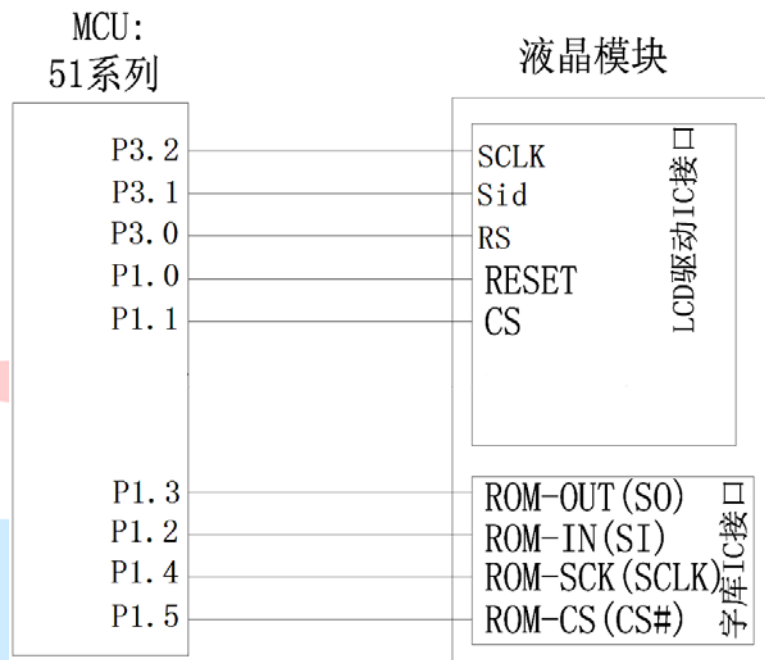 MCU:
51系列
液晶模块
P3.2
SCLK
P3.1
Sid
P3.0
RS
P1.0
RESET
P1.1
CS
LCD驱动IC接口
P1.3
ROM-OUT(SO)
P1.2
ROM-IN(SI)
P1.4
ROM-SCK(SCLK)
P1.5
ROM-CS(CS#)
字库IC接口